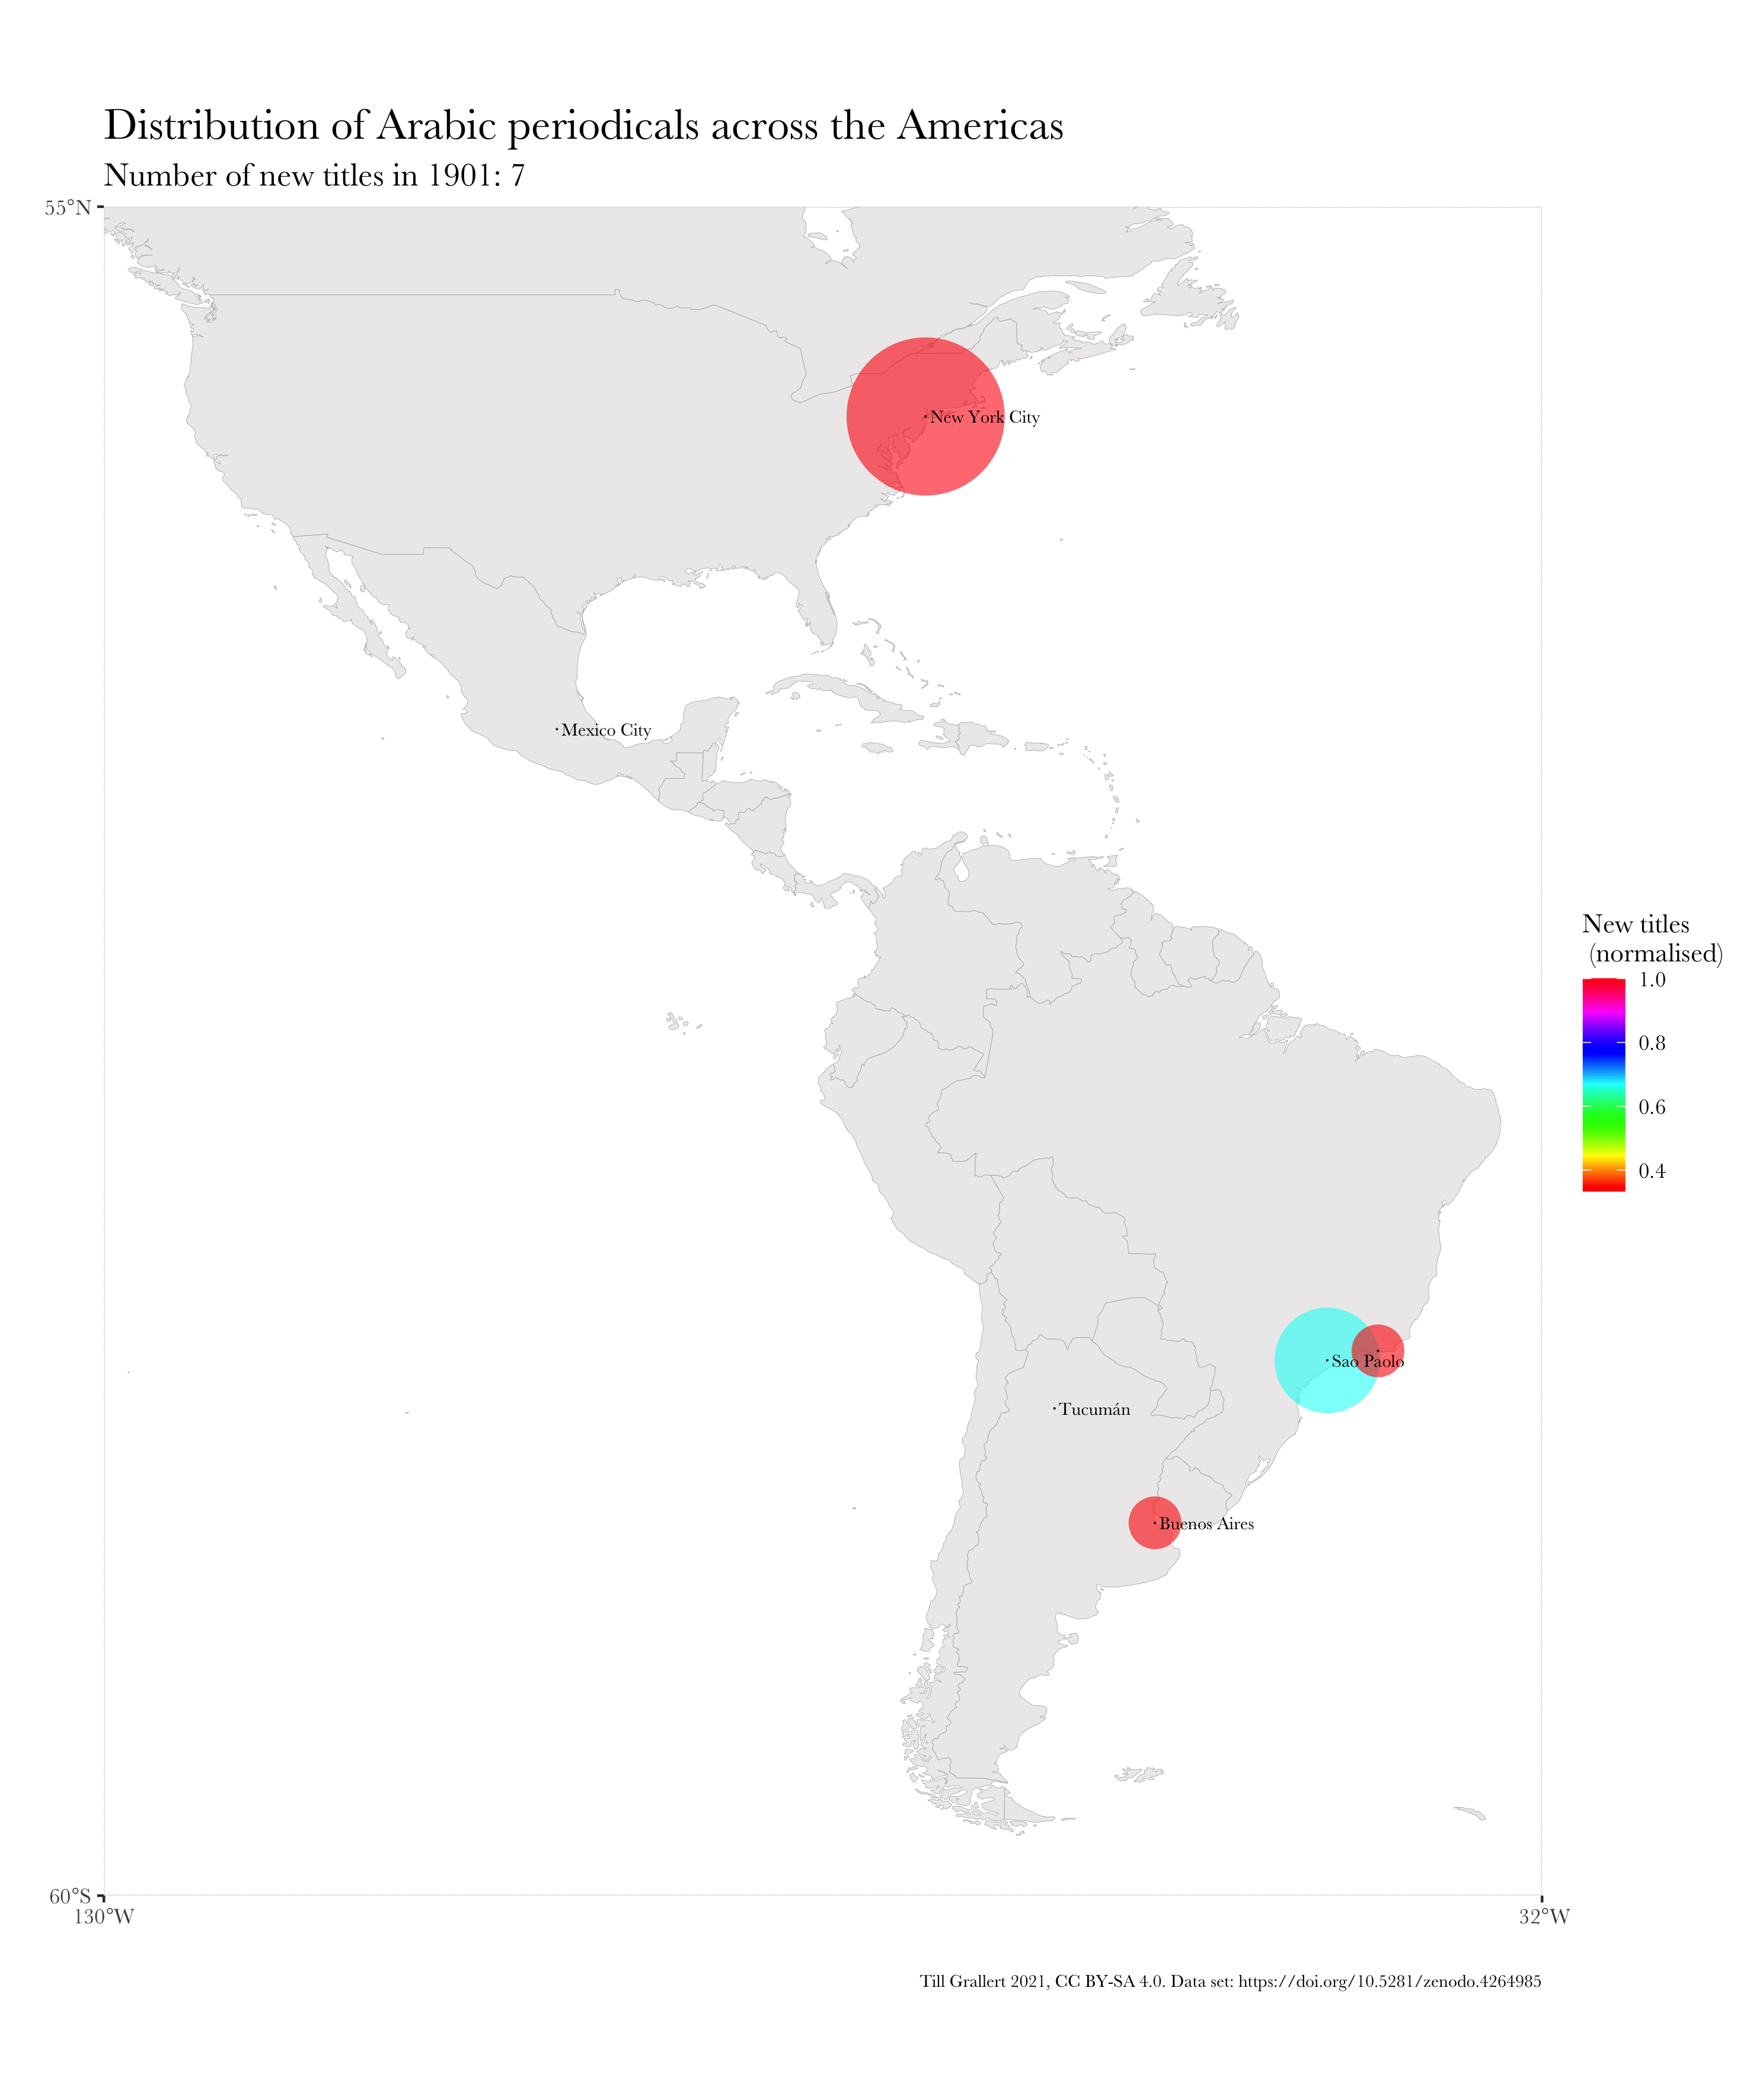 Distribution of Arabic periodicals across the Americas
Number of new titles in 1901: 7
55°N
New York City
Mexico City
New titles
(normalised)
1.0
0.8
0.6
0.4
Sao Paolo
Tucumán
Buenos Aires
60°S
130°W
32°W
Till Grallert 2021, CC BY-SA 4.0. Data set: https://doi.org/10.5281/zenodo.4264985